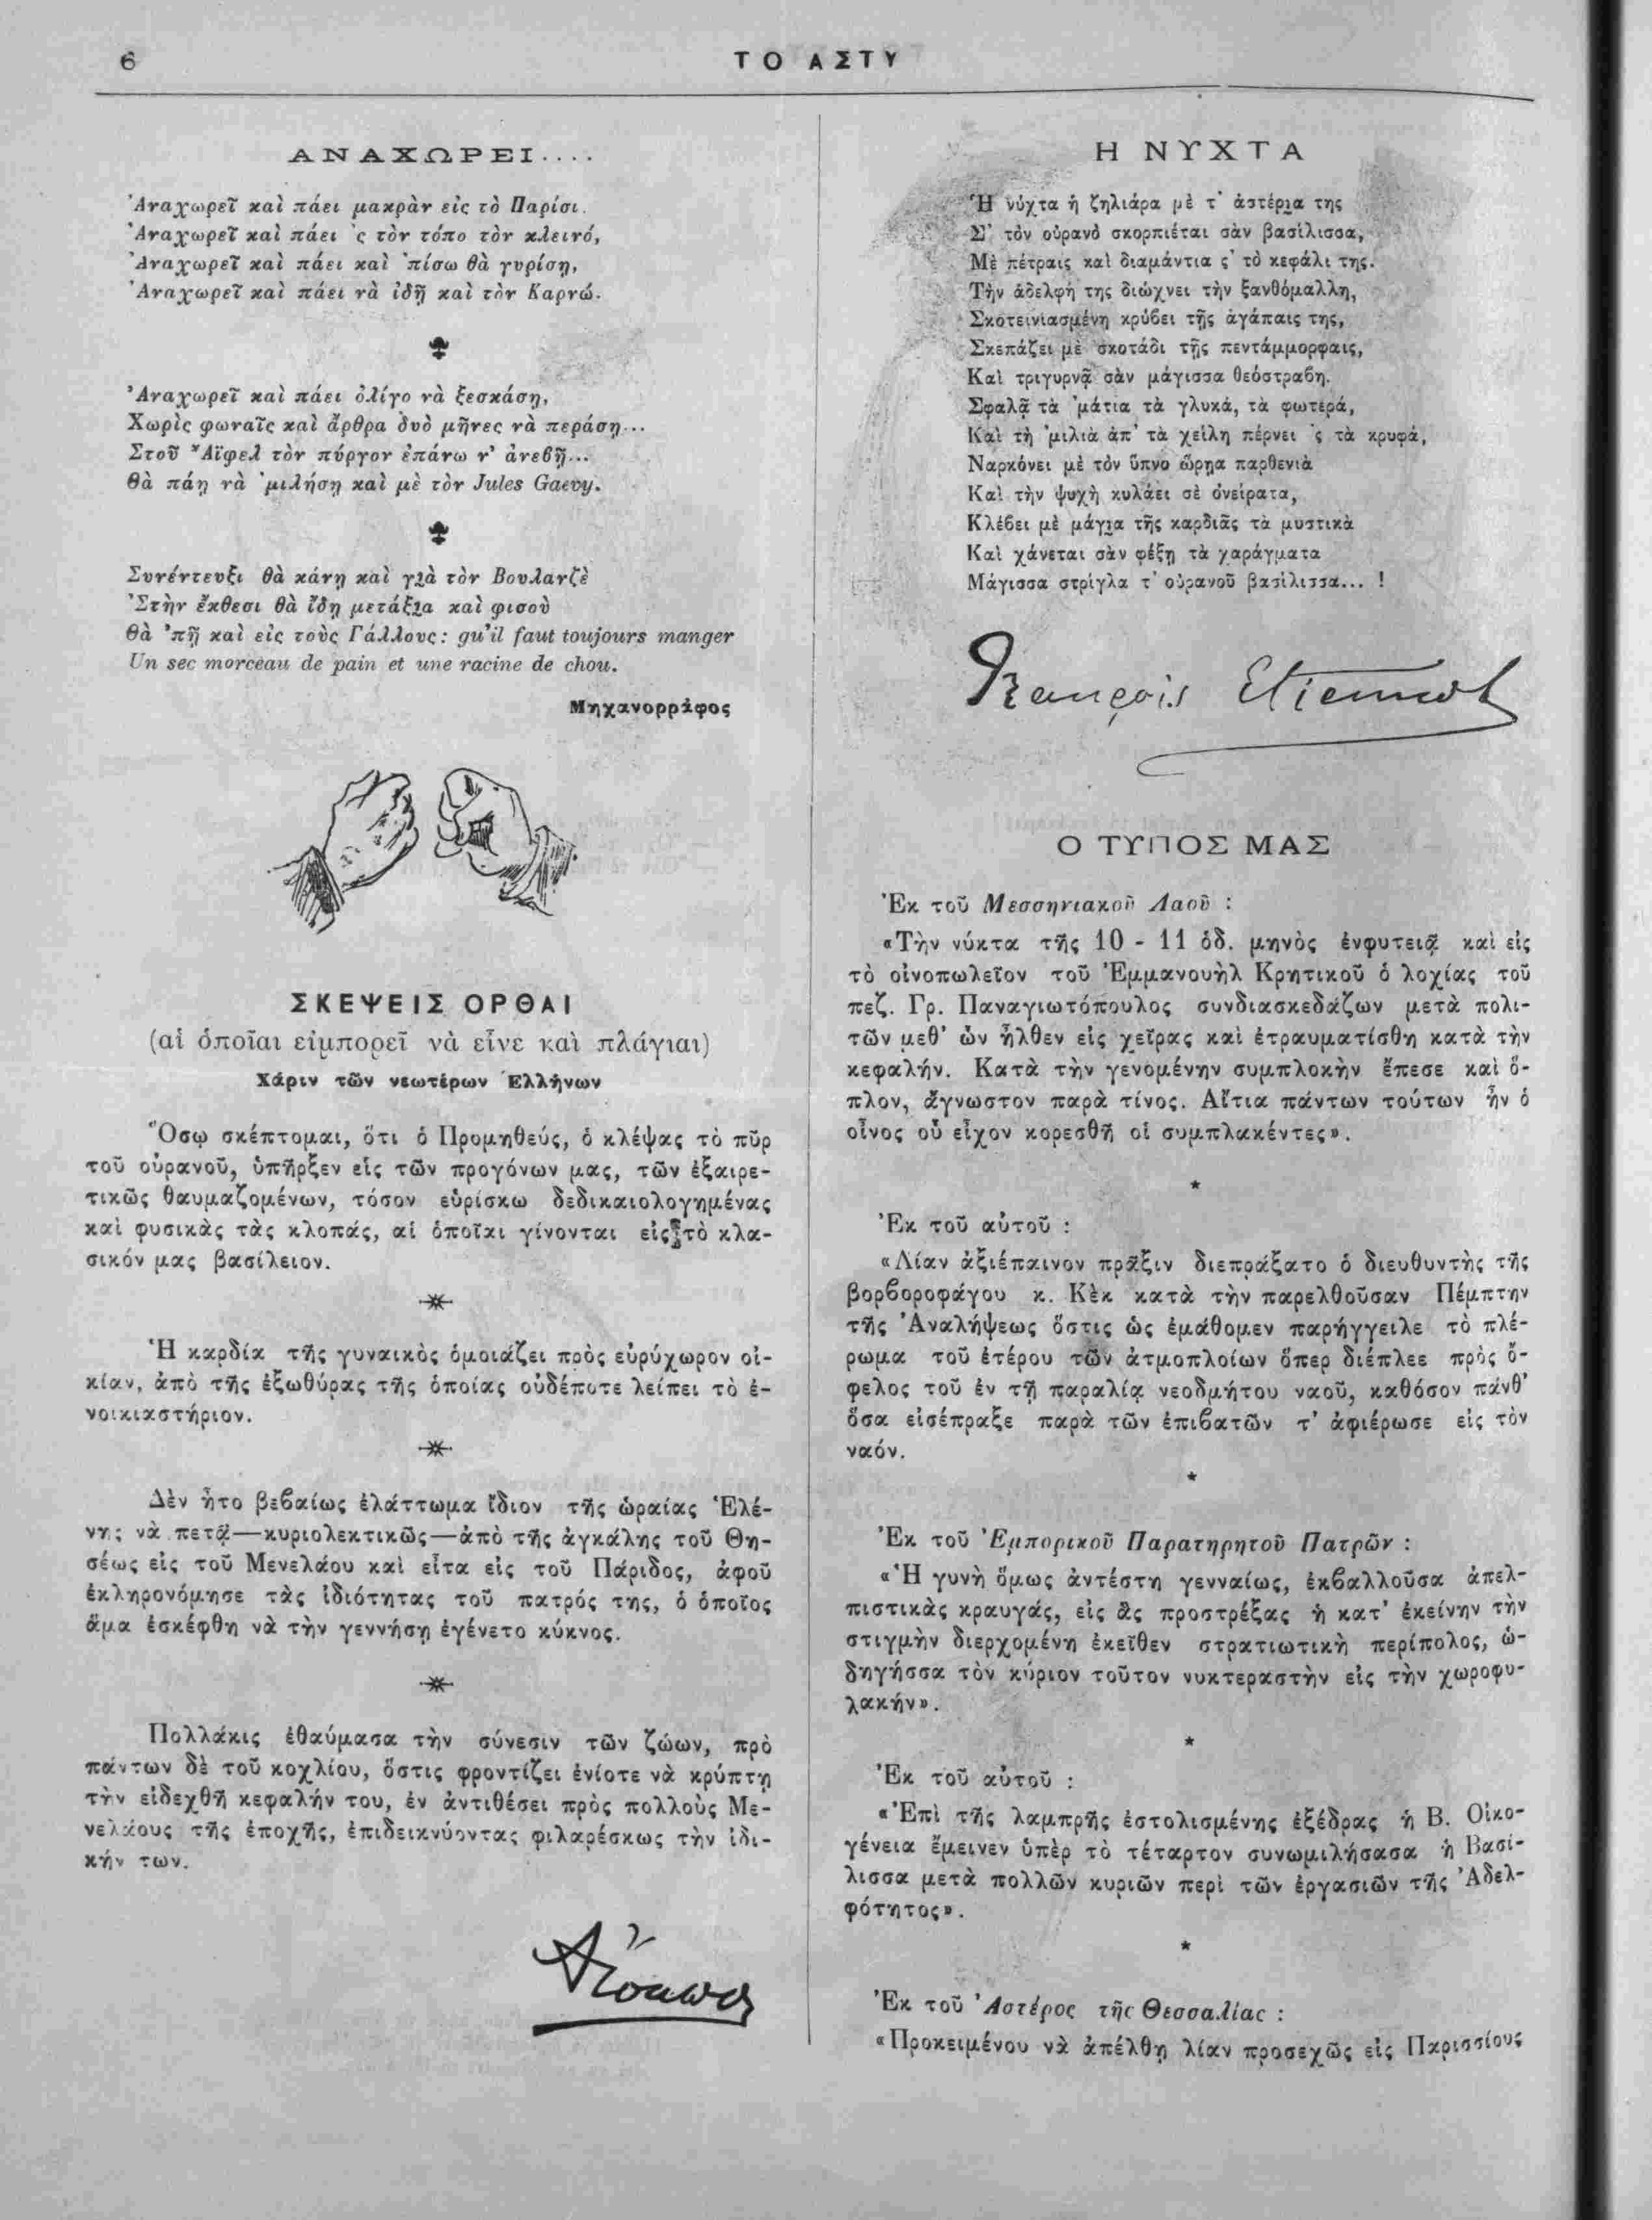 6
ΤΟ ΑΣΤΥ
ΑΝΑΧΩΡΕΙ....
Ἀναχωρεῖ καὶ πάει μακρὰν εἰς τὸ Παρίσι.
Ἀναχωρεῖ καὶ πάει 'ς τὸν τόπο τὸν κλεινό,
Ἀναχωρεῖ καὶ πάει καὶ 'πίσω θὰ γυρίσῃ,
Ἀναχωρεῖ καὶ πάει νὰ ἰδῇ καὶ τὸν Καρνώ.
Ἀναχωρεῖ καὶ πάει ὀλίγο νὰ ξεσκάσῃ,
Χωρὶς φωναῖς καὶ ἄρθρα δυὸ μῆνες νὰ περάσῃ...
Στοῦ Ἄϊφελ τὸν πύργον ἐπάνω ν' ἀνεβῇ...
Θὰ πάῃ νὰ 'μιλήσῃ καὶ μὲ τὸν Jules Gaevy.
Συνέντευξι θὰ κάνῃ καὶ γιὰ τὸν Βουλανζὲ
'Στὴν ἔκθεσι θὰ ἴδῃ μετάξια καὶ φισοὺ
Θὰ 'πῇ καὶ εἰς τοὺς Γάλλους: gu'il faut toujours manger
Un sec morceau de pain et une racine de chou.
Μηχανορράφος
ΣΚΕΨΕΙΣ ΟΡΘΑΙ
(αἱ ὁποῖαι εἰμπορεῖ νὰ εἶνε καὶ πλάγιαι)
Χάριν τῶν νεωτέρων Ἑλλήνων
Ὅσῳ σκέπτομαι, ὅτι ὁ Προμηθεύς, ὁ κλέψας τὸ πῦρ
τοῦ οὐρανοῦ, ὑπῆρξεν εἷς τῶν προγόνων μας, τῶν ἐξαιρε-
τικῶς θαυμαζομένων, τόσον εὑρίσκω δεδικαιολογημένας
καὶ φυσικὰς τὰς κλοπάς, αἱ ὁποῖαι γίνονται εἰς τὸ κλα-
σικόν μας βασίλειον.
Ἡ καρδία τῆς γυναικὸς ὁμοιάζει πρὸς εὐρύχωρον οἰ-
κίαν, ἀπὸ τῆς ἐξωθύρας τῆς ὁποίας οὐδέποτε λείπει τὸ ἐ-
νοικιαστήριον.
Δὲν ἦτο βεβαίως ἐλάττωμα ἴδιον τῆς ὡραίας Ἑλέ-
νης νὰ πετᾷ—κυριολεκτικῶς—ἀπὸ τῆς ἀγκάλης τοῦ Θη-
σέως εἰς τοῦ Μενελάου καὶ εἶτα εἰς τοῦ Πάριδος, ἀφοῦ
ἐκληρονόμησε τὰς ἰδιότητας τοῦ πατρός της, ὁ ὁποῖος
ἅμα ἐσκέφθη νὰ τὴν γεννήσῃ ἐγένετο κύκνος.
Πολλάκις ἐθαύμασα τὴν σύνεσιν τῶν ζώων, πρὸ
πάντων δὲ τοῦ κοχλίου, ὅστις φροντίζει ἐνίοτε νὰ κρύπτῃ
τὴν εἰδεχθῆ κεφαλήν του, ἐν ἀντιθέσει πρὸς πολλοὺς Με-
νελάους τῆς ἐποχῆς, ἐπιδεικνύοντας φιλαρέσκως τὴν ἰδι-
κήν των.
Η ΝΥΧΤΑ
Ἡ νύχτα ἡ ζηλιάρα μὲ τ' ἀστέρια της
Σ' τὸν οὐρανὸ σκορπιέται σὰν βασίλισσα,
Μὲ πέτραις καὶ διαμάντια ς' τὸ κεφάλι της.
Τὴν ἀδελφή της διώχνει τὴν ξανθόμαλλη,
Σκοτεινιασμένη κρύβει τῇς ἀγάπαις της,
Σκεπάζει μὲ σκοτάδι τῇς πεντάμμορφαις,
Καὶ τριγυρνᾷ σὰν μάγισσα θεόστραβη.
Σφαλᾷ τὰ 'μάτια τὰ γλυκά, τὰ φωτερά,
Καὶ τὴ 'μιλιὰ ἀπ' τὰ χείλη πέρνει 'ς τὰ κρυφά,
Ναρκόνει μὲ τὸν ὕπνο ὥρῃα παρθενιὰ
Καὶ τὴν ψυχὴ κυλάει σὲ ὀνείρατα,
Κλέβει μὲ μάγια τῆς καρδιᾶς τὰ μυστικὰ
Καὶ χάνεται σὰν φέξῃ τὰ χαράγματα
Μάγισσα στρίγλα τ' οὐρανοῦ βασίλισσα... !
François Etiennot
Ο ΤΥΠΟΣ ΜΑΣ
Ἐκ τοῦ Μεσσηνιακοῦ Λαοῦ :
«Τὴν νύκτα τῆς 10 - 11 ὁδ. μηνὸς ἐνφυτειᾷ καὶ εἰς
τὸ οἰνοπωλεῖον τοῦ Ἐμμανουὴλ Κρητικοῦ ὁ λοχίας τοῦ
πεζ. Γρ. Παναγιωτόπουλος συνδιασκεδάζων μετὰ πολι-
τῶν μεθ' ὧν ἦλθεν εἰς χεῖρας καὶ ἐτραυματίσθη κατὰ τὴν
κεφαλήν. Κατὰ τὴν γενομένην συμπλοκὴν ἔπεσε καὶ ὅ-
πλον, ἄγνωστον παρὰ τίνος. Αἴτια πάντων τούτων ἦν ὁ
οἶνος οὗ εἶχον κορεσθῆ οἱ συμπλακέντες».
Ἐκ τοῦ αὐτοῦ :
«Λίαν ἀξιέπαινον πρᾶξιν διεπράξατο ὁ διευθυντὴς τῆς
βορβοροφάγου κ. Κὲκ κατὰ τὴν παρελθοῦσαν Πέμπτην
τῆς Ἀναλήψεως ὅστις ὡς ἐμάθομεν παρήγγειλε τὸ πλέ-
ρωμα τοῦ ἑτέρου τῶν ἀτμοπλοίων ὅπερ διέπλεε πρὸς ὄ-
φελος τοῦ ἐν τῇ παραλίᾳ νεοδμήτου ναοῦ, καθόσον πάνθ'
ὅσα εἰσέπραξε παρὰ τῶν ἐπιβατῶν τ' ἀφιέρωσε εἰς τὸν
ναόν.
Ἐκ τοῦ Ἐμπορικοῦ Παρατηρητοῦ Πατρῶν :
«Ἡ γυνὴ ὅμως ἀντέστη γενναίως, ἐκβαλλοῦσα ἀπελ-
πιστικὰς κραυγάς, εἰς ἃς προστρέξας ἡ κατ' ἐκείνην τὴν
στιγμὴν διερχομένη ἐκεῖθεν στρατιωτικὴ περίπολος, ὡ-
δηγήσσα τὸν κύριον τοῦτον νυκτεραστὴν εἰς τὴν χωροφυ-
λακήν».
Ἐκ τοῦ αὐτοῦ :
«Ἐπὶ τῆς λαμπρῆς ἐστολισμένης ἐξέδρας ἡ Β. Οἰκο-
γένεια ἔμεινεν ὑπὲρ τὸ τέταρτον συνωμιλήσασα ἡ Βασί-
λισσα μετὰ πολλῶν κυριῶν περὶ τῶν ἐργασιῶν τῆς Ἀδελ-
φότητος».
Ἐκ τοῦ Ἀστέρος τῆς Θεσσαλίας :
«Προκειμένου νὰ ἀπέλθῃ λίαν προσεχῶς εἰς Παρισσίους